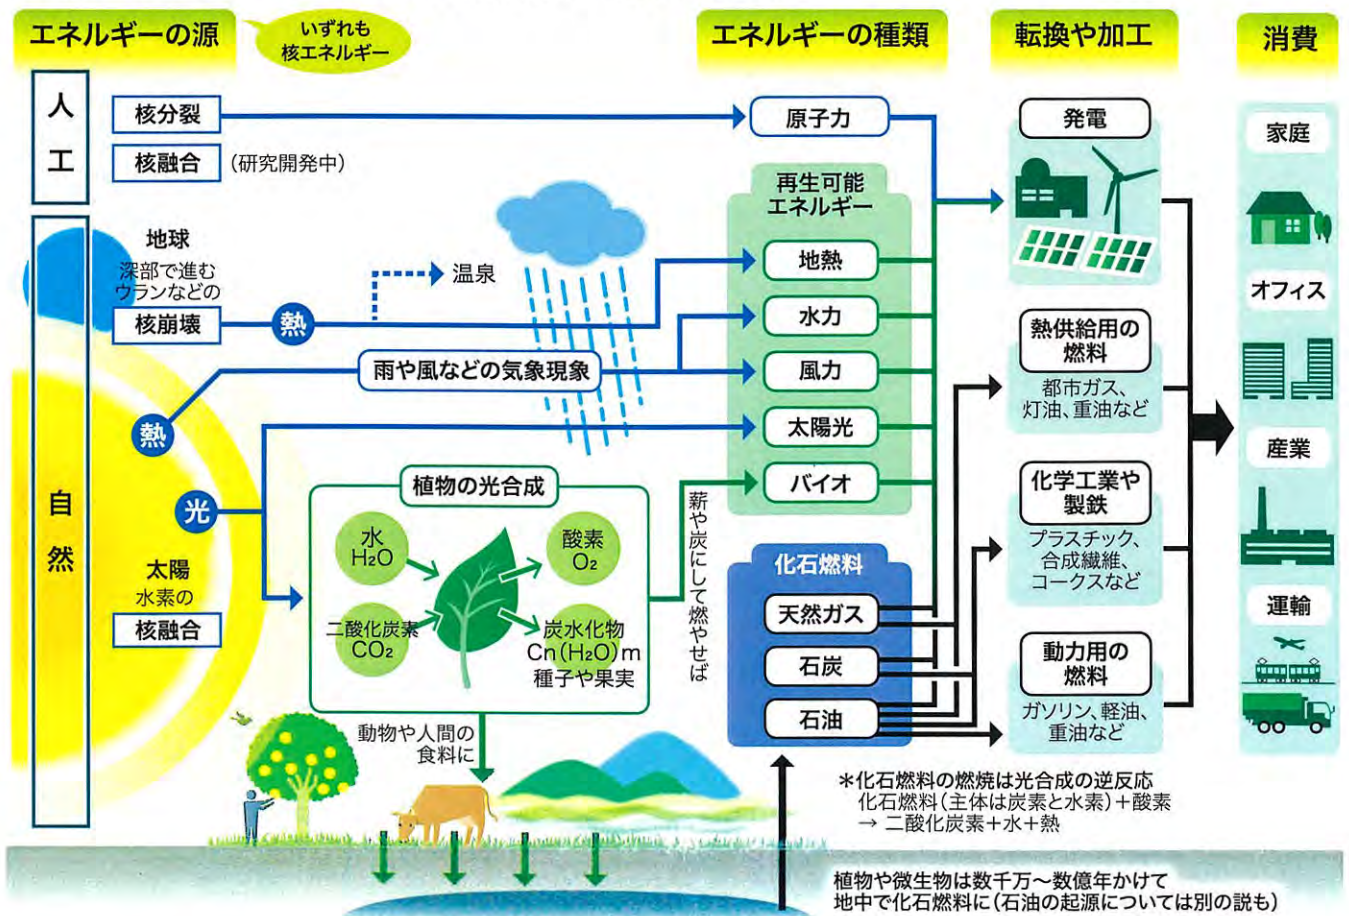 エネルギーの源
いずれも
核エネルギー
エネルギーの種類
転換や加工
消費
人工
核分裂
核融合
(研究開発中)
原子力
発電
家庭
再生可能
エネルギー
自然
地球
深部で進む
ウランなどの
核崩壊
熱
温泉
地熱
水力
風力
太陽光
バイオ
雨や風などの気象現象
熱
光
太陽
水素の
核融合
植物の光合成
水
H₂O
酸素
O₂
二酸化炭素
CO₂
炭水化物
Cn(H₂O)m
種子や果実
薪や炭にして燃やせば
動物や人間の
食料に
化石燃料
天然ガス
石炭
石油
熱供給用の
燃料
都市ガス、
灯油、重油など
化学工業や
製鉄
プラスチック、
合成繊維、
コークスなど
動力用の
燃料
ガソリン、軽油、
重油など
オフィス
産業
運輸
*化石燃料の燃焼は光合成の逆反応
化石燃料(主体は炭素と水素)+酸素
→ 二酸化炭素+水+熱
植物や微生物は数千万〜数億年かけて
地中で化石燃料に(石油の起源については別の説も)